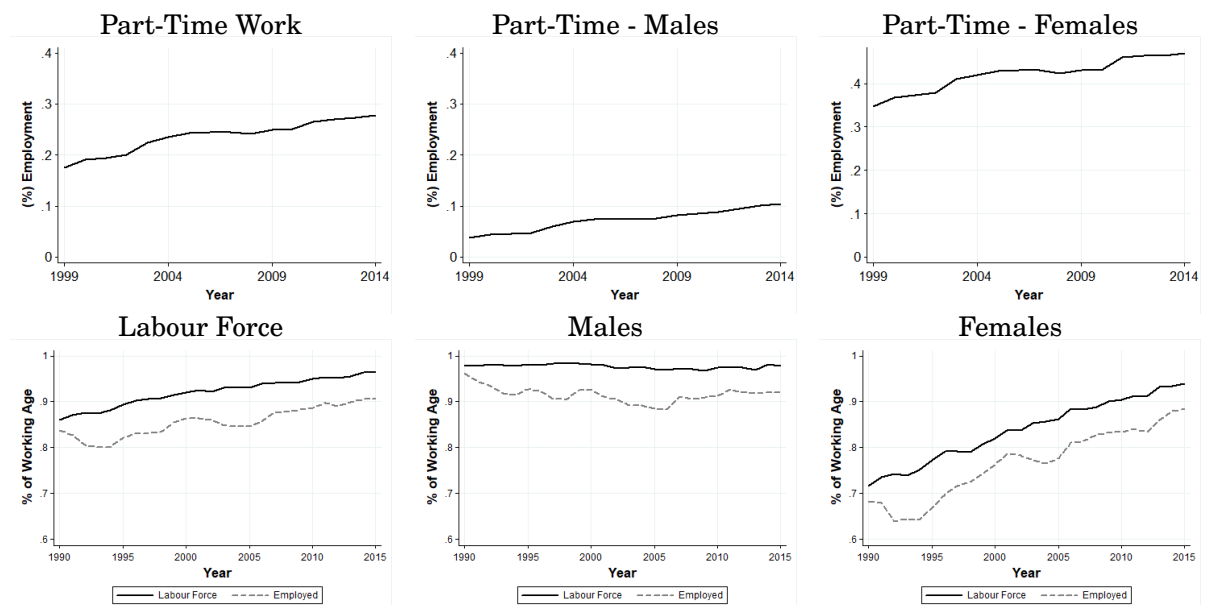 Part-Time Work
(%) Employment
.4
.3
.2
.1
0
1999 2004 2009 2014
Year
Part-Time - Males
(%) Employment
.4
.3
.2
.1
0
1999 2004 2009 2014
Year
Part-Time - Females
(%) Employment
.4
.3
.2
.1
0
1999 2004 2009 2014
Year
Labour Force
% of Working Age
1
.9
.8
.7
.6
1990 1995 2000 2005 2010 2015
Year
Labour Force Employed
Males
% of Working Age
1
.9
.8
.7
.6
1990 1995 2000 2005 2010 2015
Year
Labour Force Employed
Females
% of Working Age
1
.9
.8
.7
.6
1990 1995 2000 2005 2010 2015
Year
Labour Force Employed